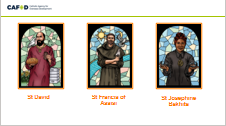 CAFOD
St David
St Francis of
Assisi
St Josephine
Bakhita